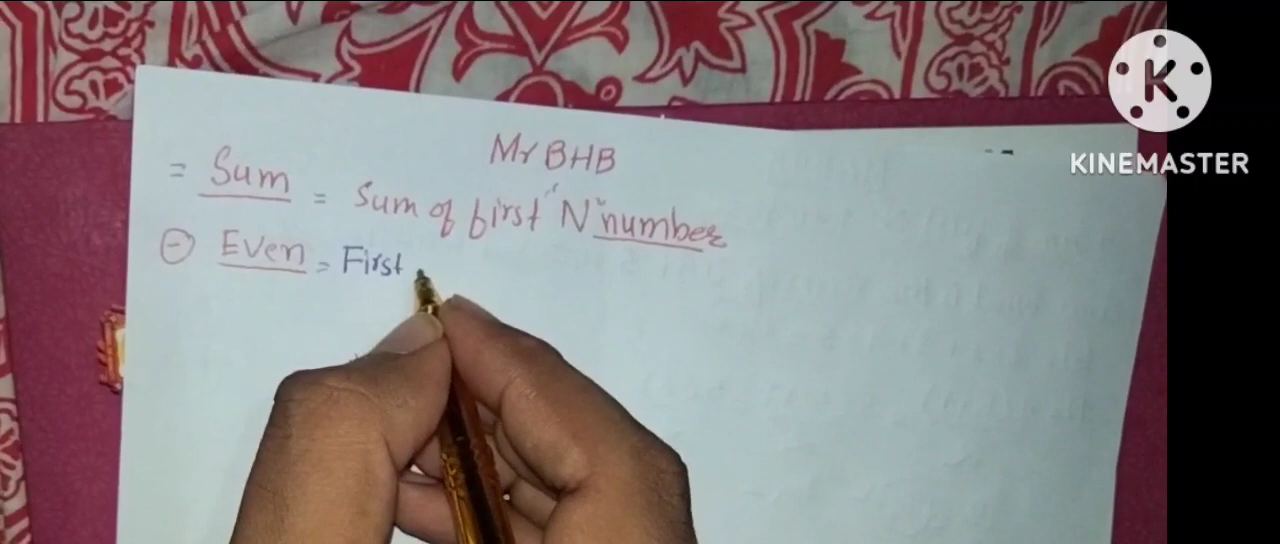 Mr BHB
= Sum = Sum of first "N" number
⊖ Even = First
K
KINEMASTER